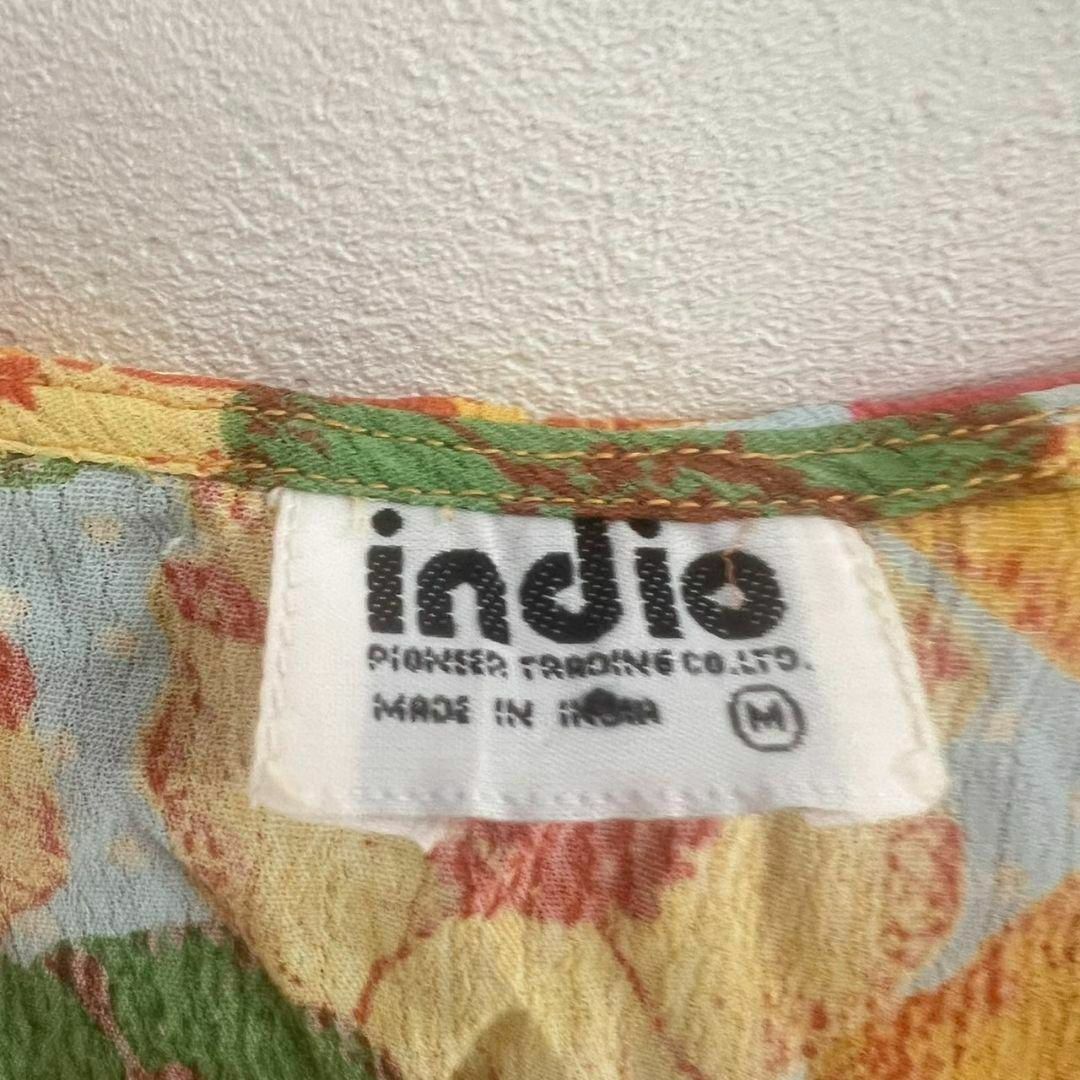 indio
PIONEER TRADING CO.,LTD.
MADE IN INDIA
M